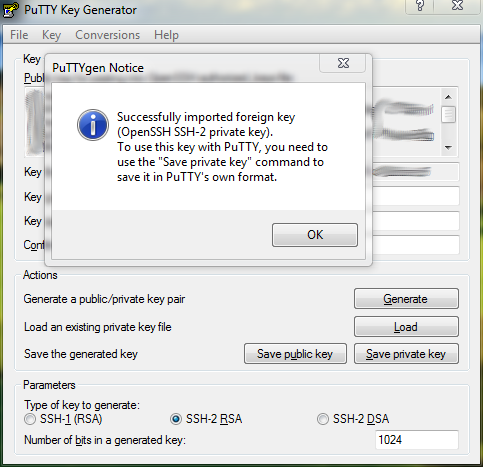 PuTTY Key Generator
File Key Conversions Help
Key
PuTTYgen Notice
Successfully imported foreign key
(OpenSSH SSH-2 private key).
To use this key with PuTTY, you need to
use the "Save private key" command to
save it in PuTTY's own format.
OK
Key
Key
Key
Actions
Generate a public/private key pair
Generate
Load an existing private key file
Load
Save the generated key
Save public key
Save private key
Parameters
Type of key to generate:
SSH-1 (RSA)
SSH-2 RSA
SSH-2 DSA
Number of bits in a generated key:
1024